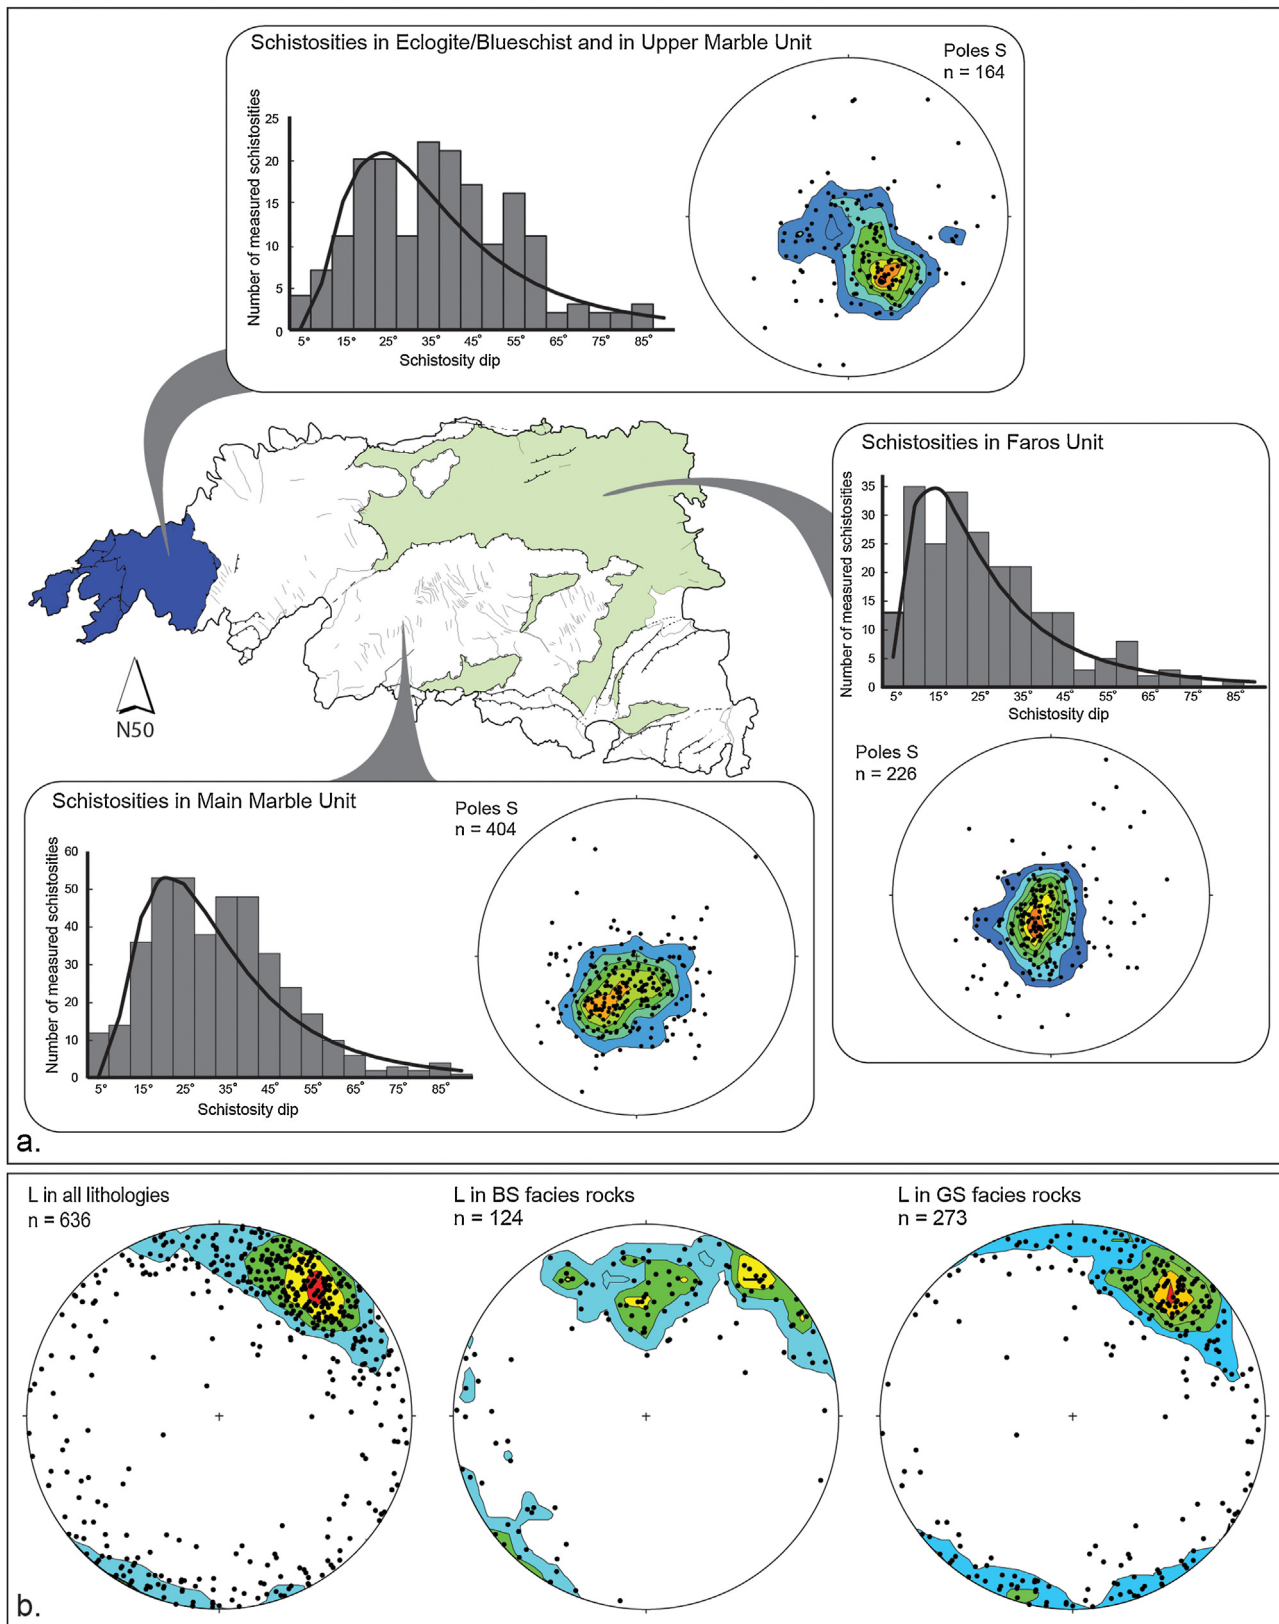 Schistosities in Eclogite/Blueschist and in Upper Marble Unit
Poles S
n = 164
Number of measured schistosities
25
20
15
10
5
0
5° 15° 25° 35° 45° 55° 65° 75° 85°
Schistosity dip
Schistosities in Faros Unit
Number of measured schistosities
35
30
25
20
15
10
5
0
5° 15° 25° 35° 45° 55° 65° 75° 85°
Schistosity dip
Poles S
n = 226
N50
Schistosities in Main Marble Unit
Poles S
n = 404
Number of measured schistosities
60
50
40
30
20
10
0
5° 15° 25° 35° 45° 55° 65° 75° 85°
Schistosity dip
a.
L in all lithologies
n = 636
L in BS facies rocks
n = 124
L in GS facies rocks
n = 273
b.